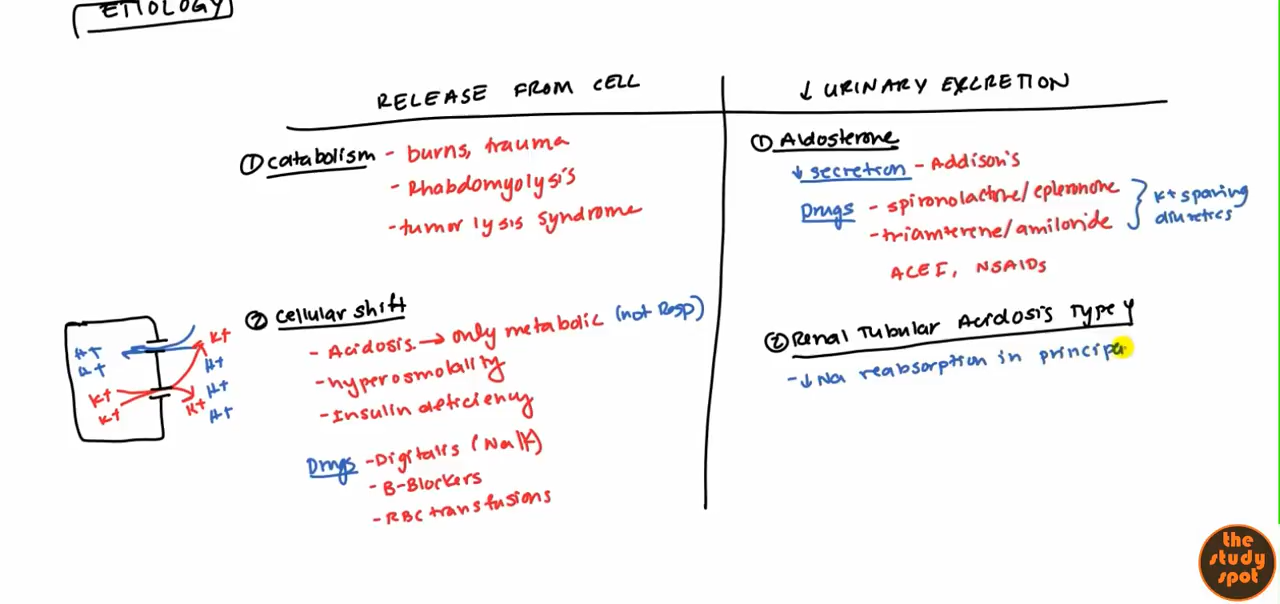 ETIOLOGY
RELEASE FROM CELL
↓ URINARY EXCRETION
① Catabolism - burns, trauma
- Rhabdomyolysis
- tumor lysis syndrome
② Cellular shift
- Acidosis → only metabolic (not Resp)
- hyperosmolality
- Insulin deficiency
Drugs - Digitalis (Na/K)
- B-Blockers
- RBC transfusions
K+
H+
H+
K+ H+
H+
K+
K+
① Aldosterone
↓ secretion - Addison's
Drugs - spironolactone/eplerenone
- triamterene/amiloride
K+ sparing
diuretics
ACEI, NSAIDs
② Renal Tubular Acidosis Type 4
- ↓ Na reabsorption in principa
the
study
spot